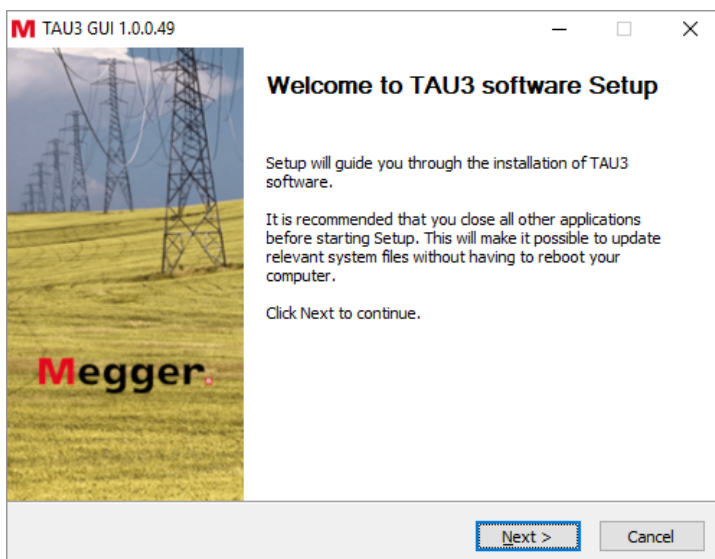 M TAU3 GUI 1.0.0.49
Welcome to TAU3 software Setup
Setup will guide you through the installation of TAU3
software.
It is recommended that you close all other applications
before starting Setup. This will make it possible to update
relevant system files without having to reboot your
computer.
Click Next to continue.
Megger.
Next >
Cancel